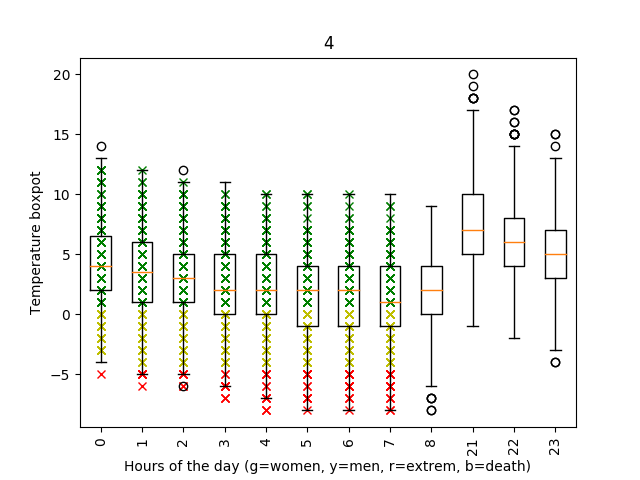 4
20
15
10
5
0
−5
Temperature boxpot
0 1 2 3 4 5 6 7 8 21 22 23
Hours of the day (g=women, y=men, r=extrem, b=death)